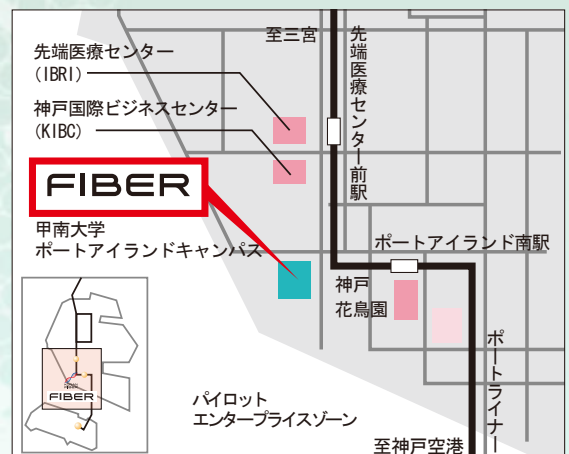 至三宮
先端医療センター
(IBRI)
先端医療センター前駅
神戸国際ビジネスセンター
(KIBC)
FIBER
甲南大学
ポートアイランドキャンパス
ポートアイランド南駅
神戸
花鳥園
ポートライナー
FIBER
パイロット
エンタープライスゾーン
至神戸空港